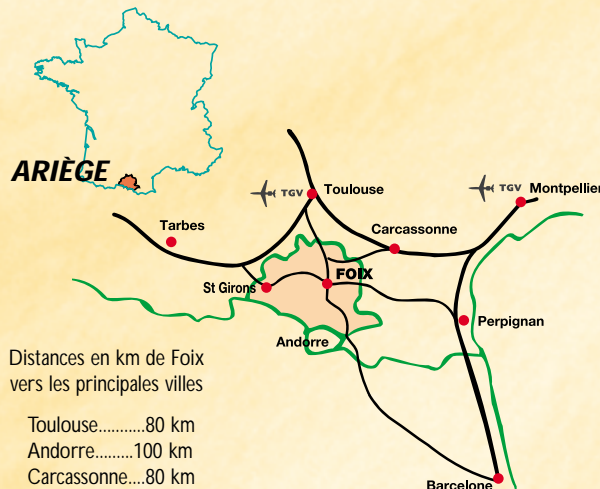 ARIÈGE
TGV
Toulouse
TGV
Montpellier
Tarbes
Carcassonne
St Girons
FOIX
Perpignan
Andorre
Distances en km de Foix
vers les principales villes
Toulouse...........80 km
Andorre.........100 km
Carcassonne....80 km
Barcelone